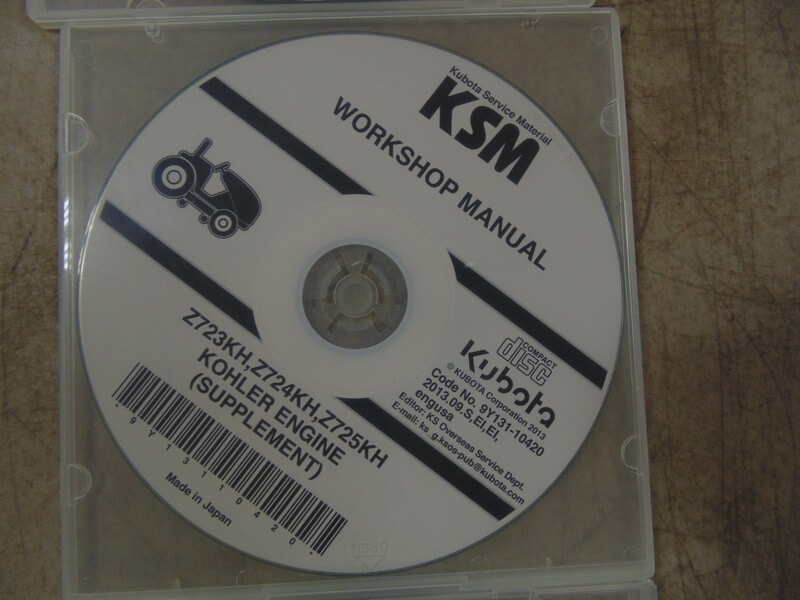 Kubota Service Material
KSM
WORKSHOP MANUAL
COMPACT
disc
Kubota
© KUBOTA Corporation 2013
Code No. 9Y131-10420
2013.09.S,EI,EI,
engusa
Editor: KS Overseas Service Dept.
E-mail: ks_g.ksos-pub@kubota.com
Z723KH,Z724KH,Z725KH
KOHLER ENGINE
(SUPPLEMENT)
*9Y13110420*
Made in Japan